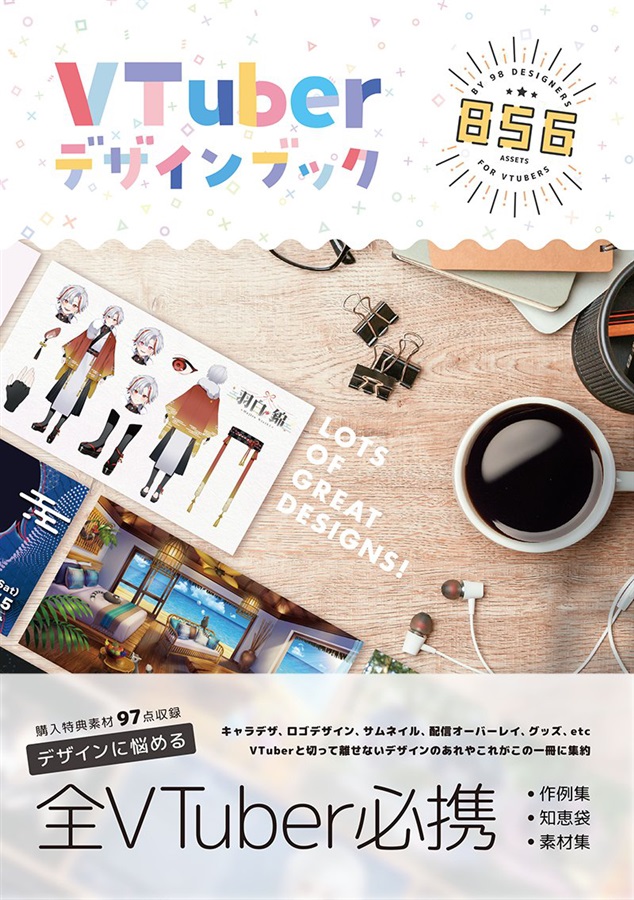 VTuber
デザインブック
BY 98 DESIGNERS
856
ASSETS
FOR VTUBERS
羽白 錦
LOTS
OF
GREAT
DESIGNS!
購入特典素材97点収録
デザインに悩める
全VTuber必携
キャラデザ、ロゴデザイン、サムネイル、配信オーバーレイ、グッズ、etc
VTuberと切って離せないデザインのあれやこれがこの一冊に集約
・作例集
・知恵袋
・素材集